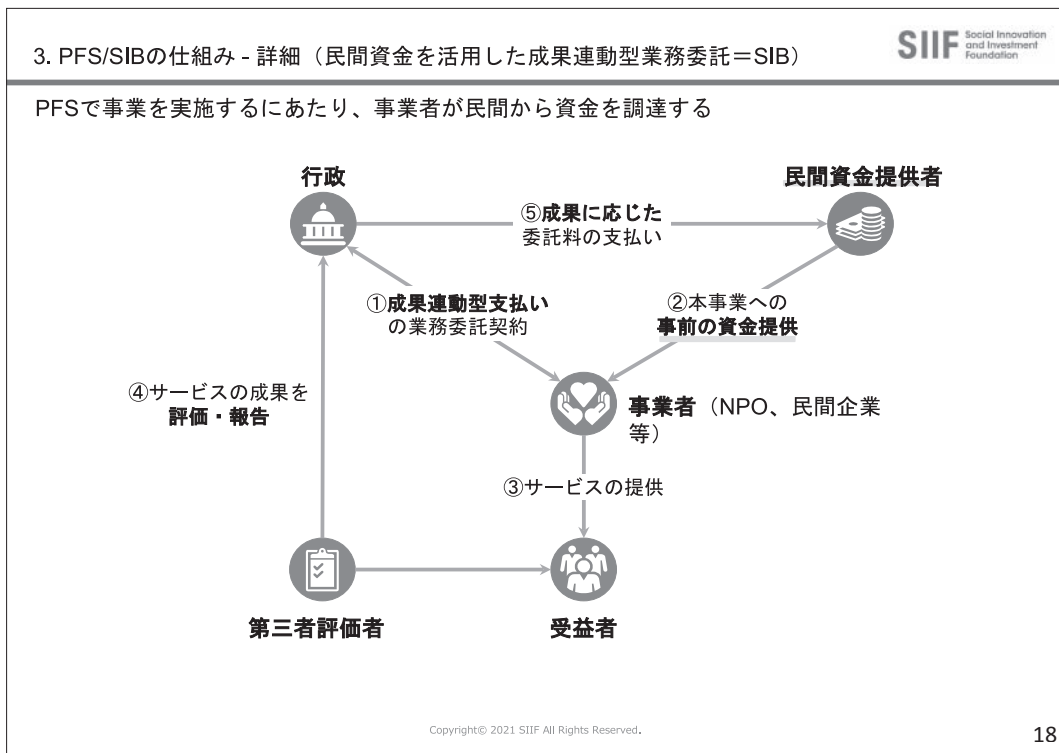 3. PFS/SIBの仕組み - 詳細（民間資金を活用した成果連動型業務委託＝SIB）
SIIF
Social Innovation
and Investment
Foundation
PFSで事業を実施するにあたり、事業者が民間から資金を調達する
行政
民間資金提供者
⑤成果に応じた
委託料の支払い
①成果連動型支払い
の業務委託契約
②本事業への
事前の資金提供
④サービスの成果を
評価・報告
事業者（NPO、民間企業
等）
③サービスの提供
第三者評価者
受益者
Copyright© 2021 SIIF All Rights Reserved.
18